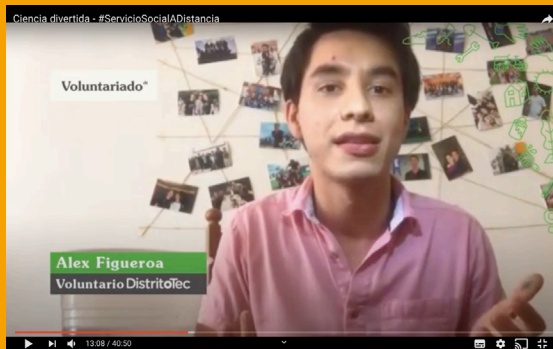 Ciencia divertida - #ServicioSocialADistancia
Voluntariado*
Alex Figueroa
Voluntario DistritoTec
13:08 / 40:50